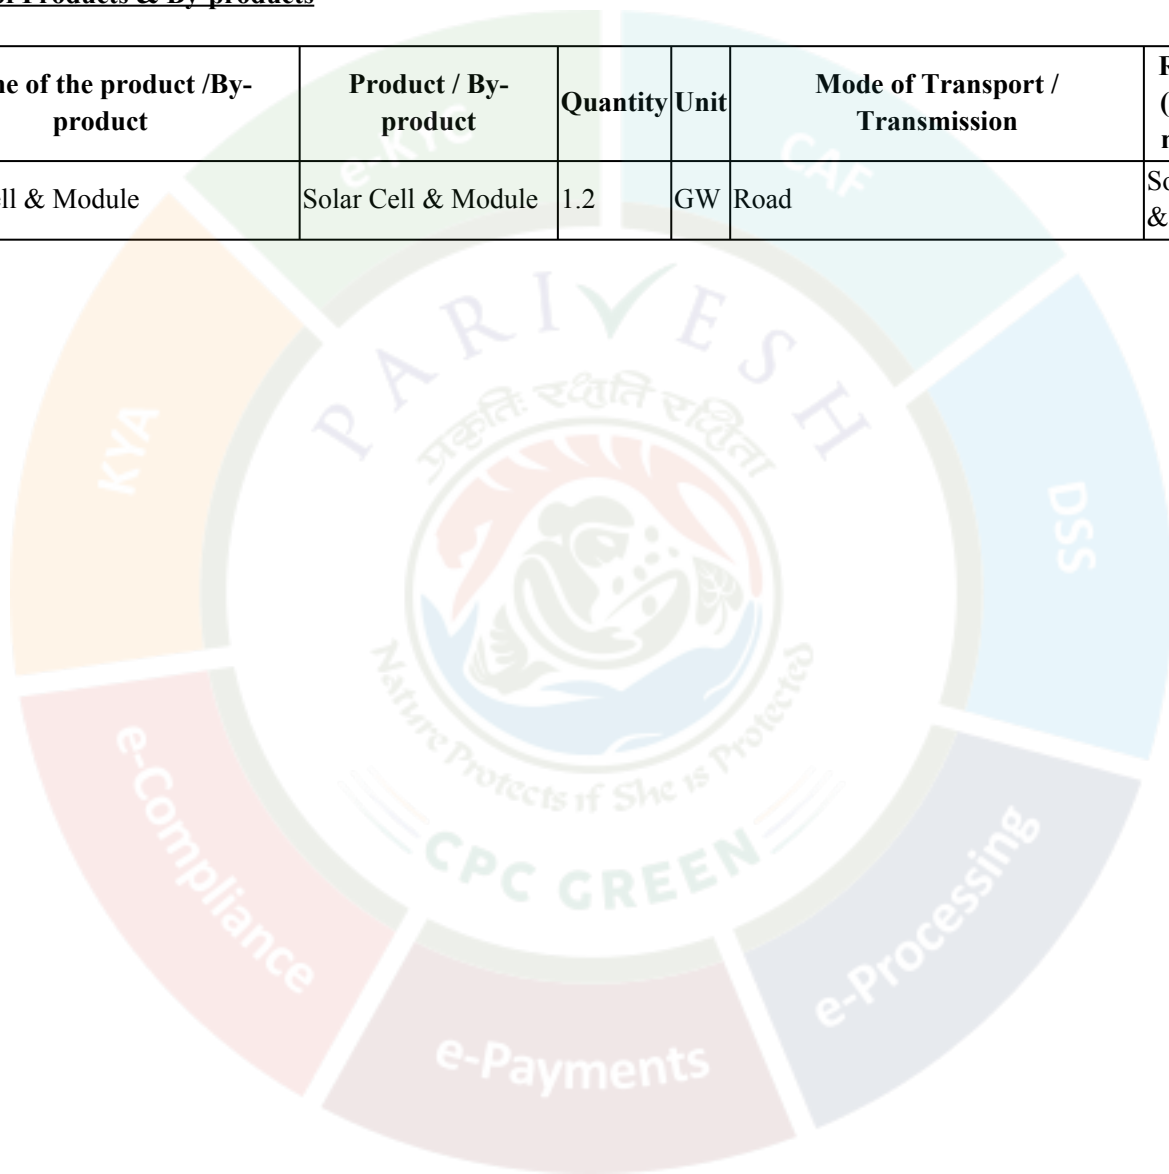 of Products & By-products
ne of the product /By-product
Product / By-product
Quantity
Unit
Mode of Transport / Transmission
ell & Module
Solar Cell & Module
1.2
GW
Road
&
e-KYC
CAF
KYA
DSS
PARIVESH
प्रकृतिः रक्षति रक्षिता
Nature Protects if She is Protected
CPC GREEN
e-Compliance
e-Processing
e-Payments